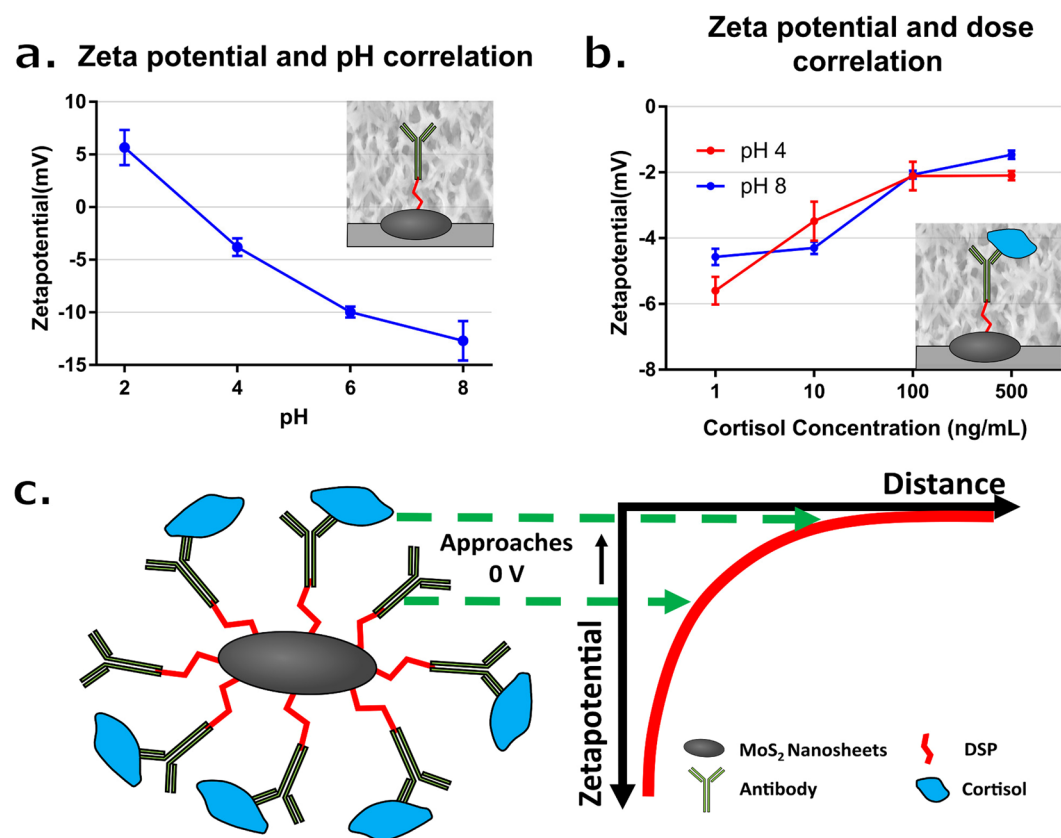 a. Zeta potential and pH correlation
Zetapotential(mV)
10
5
0
-5
-10
-15
2
4
6
8
pH
b. Zeta potential and dose
correlation
Zetapotential(mV)
-0
-2
-4
-6
-8
pH 4
pH 8
1
10
100
500
Cortisol Concentration (ng/mL)
c.
Approaches
0 V
Distance
Zetapotential
MoS₂ Nanosheets
DSP
Antibody
Cortisol